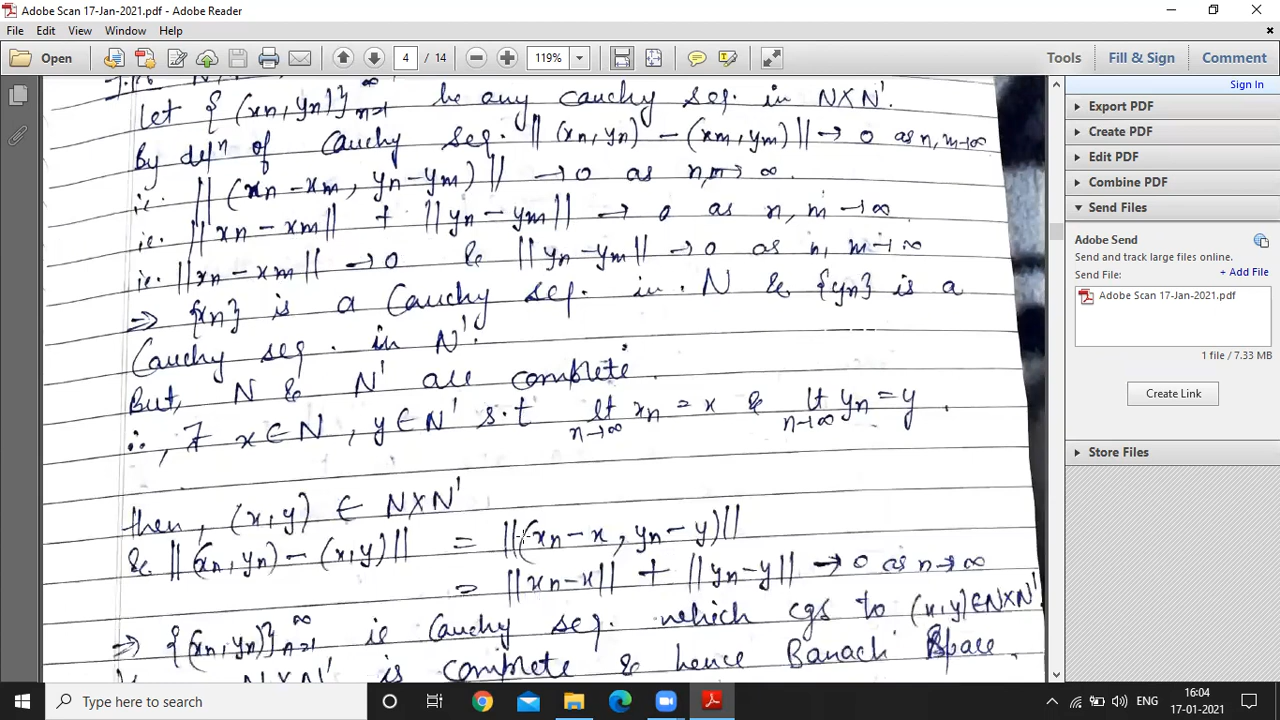 Adobe Scan 17-Jan-2021.pdf - Adobe Reader
File Edit View Window Help
Open
4 / 14
119%
Tools
Fill & Sign
Comment
Let {(xn, yn)}∞n=1 be any Cauchy seq. in N×N'.
By defn of Cauchy seq. ||(xn, yn) - (xm, ym)|| → 0 as n, m→∞
i.e. ||(xn - xm, yn - ym)|| → 0 as n, m → ∞.
i.e. ||xn - xm|| + ||yn - ym|| → 0 as n, m → ∞.
i.e. ||xn - xm|| → 0 & ||yn - ym|| → 0 as n, m → ∞
⇒ {xn} is a Cauchy seq. in N & {yn} is a
Cauchy seq. in N'.
But, N & N' are complete.
∴, ∃ x ∈ N, y ∈ N' s.t lt n→∞ xn = x & lt n→∞ yn = y.
then, (x, y) ∈ N×N'
& ||(xn, yn) - (x, y)|| = ||(xn - x, yn - y)||
= ||xn - x|| + ||yn - y|| → 0 as n → ∞
⇒ {(xn, yn)}∞n=1 is Cauchy seq. which cgs to (x, y) ∈ N×N'
N×N' is complete & hence Banach Space.
Sign In
Export PDF
Create PDF
Edit PDF
Combine PDF
Send Files
Adobe Send
Send and track large files online.
Send File:
+ Add File
Adobe Scan 17-Jan-2021.pdf
1 file / 7.33 MB
Create Link
Store Files
Type here to search
ENG
16:04
17-01-2021